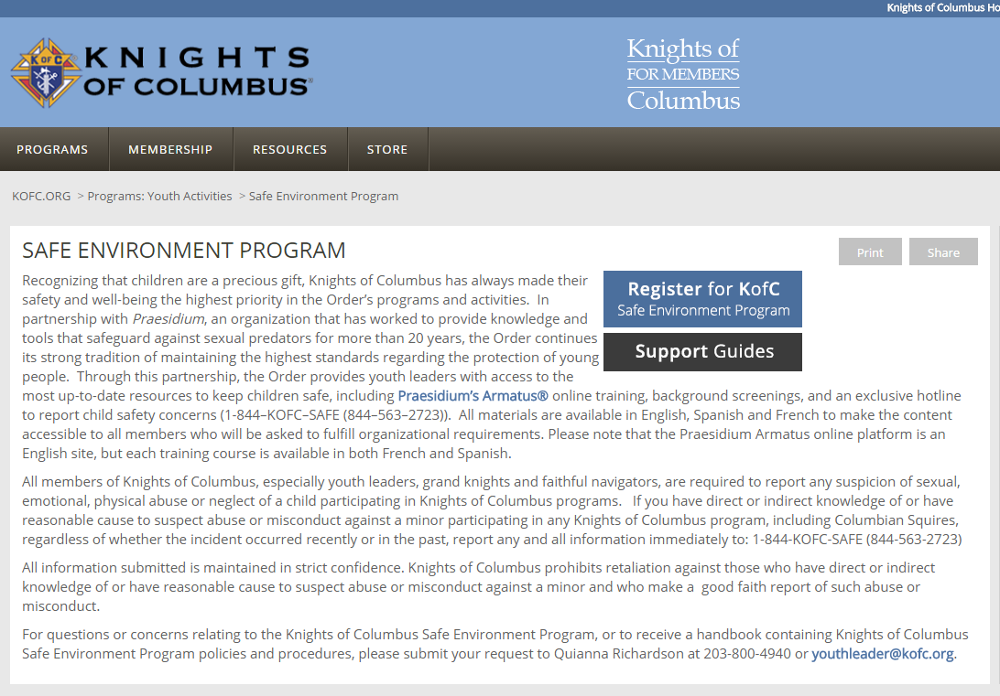 Knights of Columbus Ho
K OF C
KNIGHTS
OF COLUMBUS®
Knights of
FOR MEMBERS
Columbus
PROGRAMS MEMBERSHIP RESOURCES STORE
KOFC.ORG > Programs: Youth Activities > Safe Environment Program
SAFE ENVIRONMENT PROGRAM
Print Share
Recognizing that children are a precious gift, Knights of Columbus has always made their
safety and well-being the highest priority in the Order's programs and activities.  In
partnership with Praesidium, an organization that has worked to provide knowledge and
tools that safeguard against sexual predators for more than 20 years, the Order continues
its strong tradition of maintaining the highest standards regarding the protection of young
people.  Through this partnership, the Order provides youth leaders with access to the
Register for KofC
Safe Environment Program
Support Guides
most up-to-date resources to keep children safe, including Praesidium's Armatus® online training, background screenings, and an exclusive hotline
to report child safety concerns (1-844–KOFC–SAFE (844–563–2723)).  All materials are available in English, Spanish and French to make the content
accessible to all members who will be asked to fulfill organizational requirements. Please note that the Praesidium Armatus online platform is an
English site, but each training course is available in both French and Spanish.
All members of Knights of Columbus, especially youth leaders, grand knights and faithful navigators, are required to report any suspicion of sexual,
emotional, physical abuse or neglect of a child participating in Knights of Columbus programs.   If you have direct or indirect knowledge of or have
reasonable cause to suspect abuse or misconduct against a minor participating in any Knights of Columbus program, including Columbian Squires,
regardless of whether the incident occurred recently or in the past, report any and all information immediately to: 1-844-KOFC-SAFE (844-563-2723)
All information submitted is maintained in strict confidence. Knights of Columbus prohibits retaliation against those who have direct or indirect
knowledge of or have reasonable cause to suspect abuse or misconduct against a minor and who make a  good faith report of such abuse or
misconduct.
For questions or concerns relating to the Knights of Columbus Safe Environment Program, or to receive a handbook containing Knights of Columbus
Safe Environment Program policies and procedures, please submit your request to Quianna Richardson at 203-800-4940 or youthleader@kofc.org.